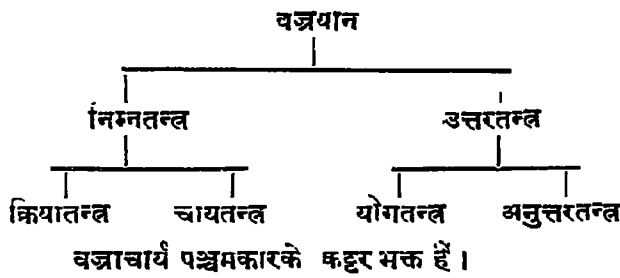 वज्रयान
निम्नतन्त्र उत्तरतन्त्र
क्रियातन्त्र चायतन्त्र योगतन्त्र अनुत्तरतन्त्र
वज्राचार्य पञ्चमकारके कट्टर भक्त हैं।